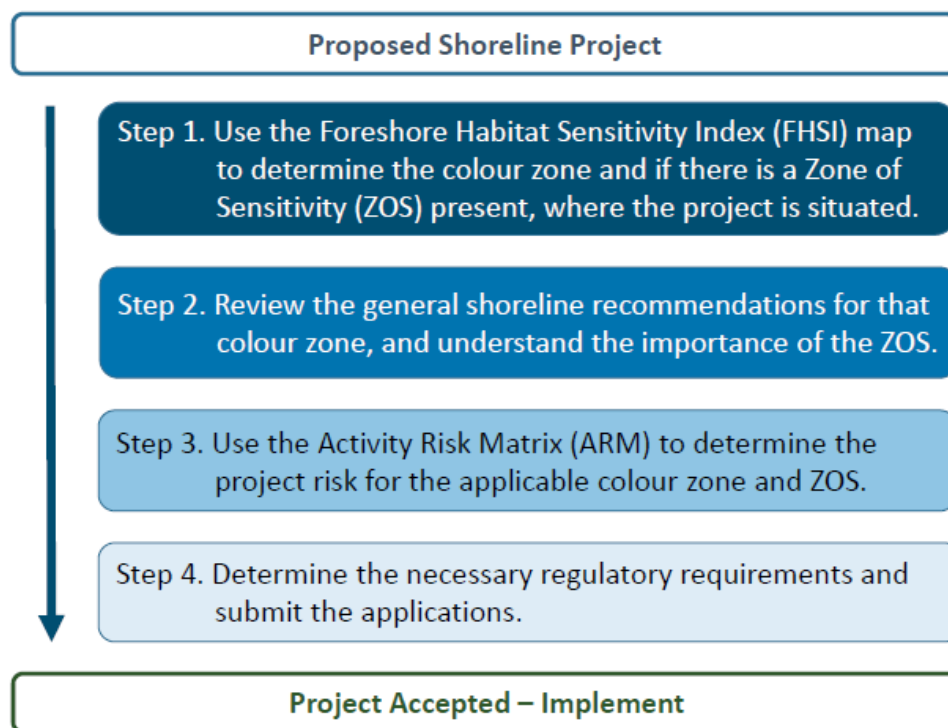 Proposed Shoreline Project
Step 1. Use the Foreshore Habitat Sensitivity Index (FHSI) map
to determine the colour zone and if there is a Zone of
Sensitivity (ZOS) present, where the project is situated.
Step 2. Review the general shoreline recommendations for that
colour zone, and understand the importance of the ZOS.
Step 3. Use the Activity Risk Matrix (ARM) to determine the
project risk for the applicable colour zone and ZOS.
Step 4. Determine the necessary regulatory requirements and
submit the applications.
Project Accepted – Implement